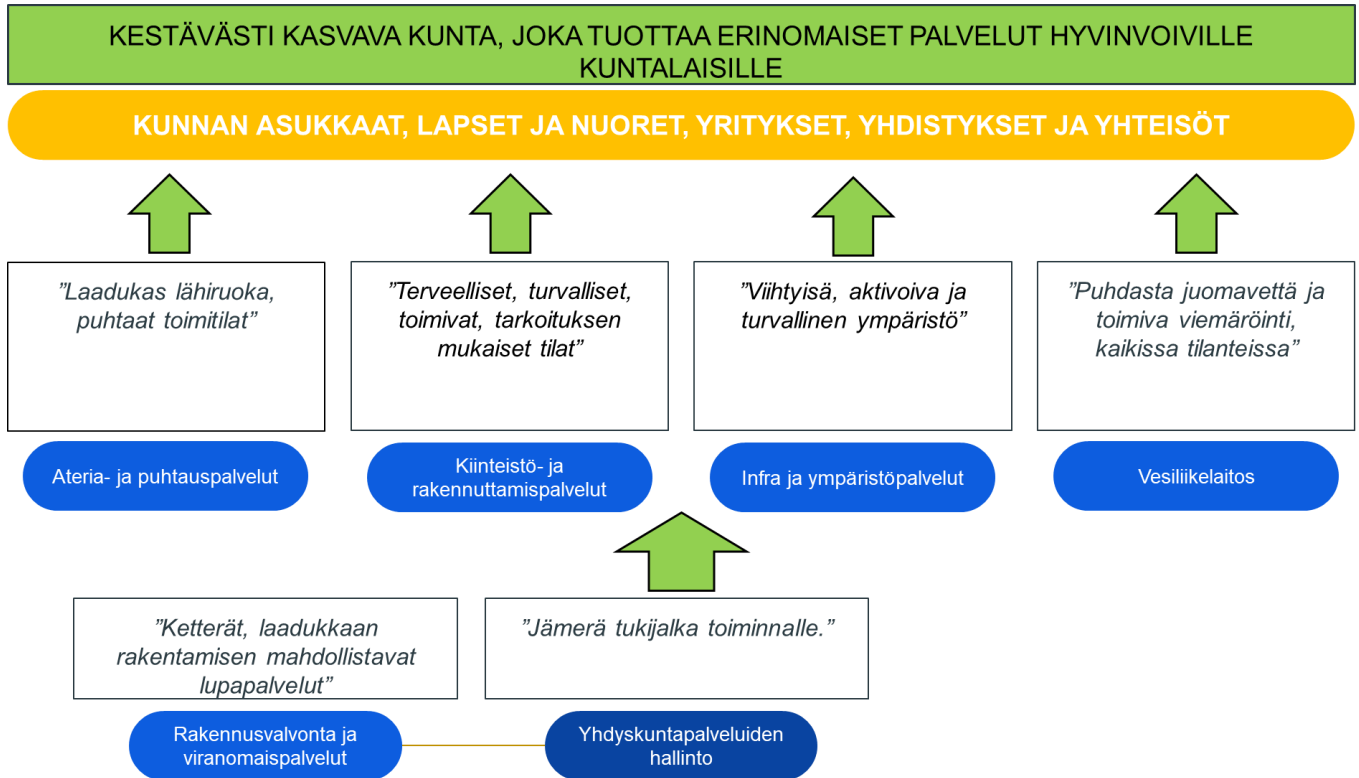 KESTÄVÄSTI KASVAVA KUNTA, JOKA TUOTTAA ERINOMAISET PALVELUT HYVINVOIVILLE
KUNTALAISILLE
KUNNAN ASUKKAAT, LAPSET JA NUORET, YRITYKSET, YHDISTYKSET JA YHTEISÖT
”Laadukas lähiruoka,
puhtaat toimitilat”
”Terveelliset, turvalliset,
toimivat, tarkoituksen
mukaiset tilat”
”Viihtyisä, aktivoiva ja
turvallinen ympäristö”
”Puhdasta juomavettä ja
toimiva viemäröinti,
kaikissa tilanteissa”
Ateria- ja puhtauspalvelut
Kiinteistö- ja
rakennuttamispalvelut
Infra ja ympäristöpalvelut
Vesiliikelaitos
”Ketterät, laadukkaan
rakentamisen mahdollistavat
lupapalvelut”
”Jämerä tukijalka toiminnalle.”
Rakennusvalvonta ja
viranomaispalvelut
Yhdyskuntapalveluiden
hallinto